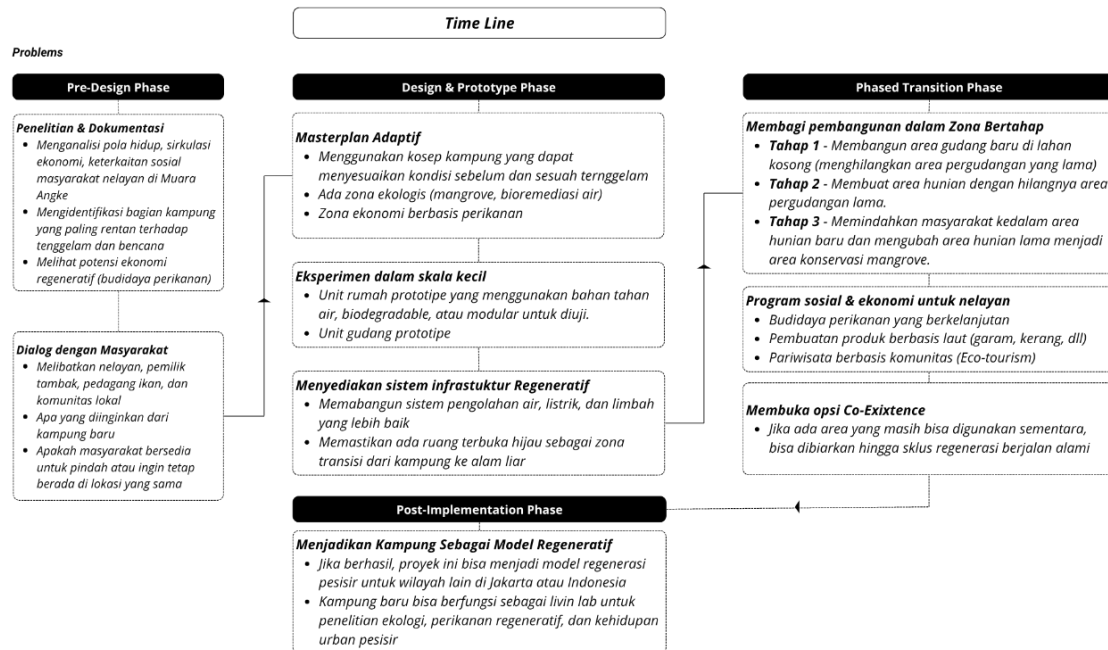 Time Line
Problems
Pre-Design Phase
Penelitian & Dokumentasi
Menganalisi pola hidup, sirkulasi
ekonomi, keterkaitan sosial
masyarakat nelayan di Muara
Angke
Mengidentifikasi bagian kampung
yang paling rentan terhadap
tenggelam dan bencana
Melihat potensi ekonomi
regeneratif (budidaya perikanan)
Dialog dengan Masyarakat
Melibatkan nelayan, pemilik
tambak, pedagang ikan, dan
komunitas lokal
Apa yang diinginkan dari
kampung baru
Apakah masyarakat bersedia
untuk pindah atau ingin tetap
berada di lokasi yang sama
Design & Prototype Phase
Masterplan Adaptif
Menggunakan kosep kampung yang dapat
menyesuaikan kondisi sebelum dan sesuah ternggelam
Ada zona ekologis (mangrove, bioremediasi air)
Zona ekonomi berbasis perikanan
Eksperimen dalam skala kecil
Unit rumah prototipe yang menggunakan bahan tahan
air, biodegradable, atau modular untuk diuji.
Unit gudang prototipe
Menyediakan sistem infrastuktur Regeneratif
Memabangun sistem pengolahan air, listrik, dan limbah
yang lebih baik
Memastikan ada ruang terbuka hijau sebagai zona
transisi dari kampung ke alam liar
Phased Transition Phase
Membagi pembangunan dalam Zona Bertahap
Tahap 1 - Membangun area gudang baru di lahan
kosong (menghilangkan area pergudangan yang lama)
Tahap 2 - Membuat area hunian dengan hilangnya area
pergudangan lama.
Tahap 3 - Memindahkan masyarakat kedalam area
hunian baru dan mengubah area hunian lama menjadi
area konservasi mangrove.
Program sosial & ekonomi untuk nelayan
Budidaya perikanan yang berkelanjutan
Pembuatan produk berbasis laut (garam, kerang, dll)
Pariwisata berbasis komunitas (Eco-tourism)
Membuka opsi Co-Exixtence
Jika ada area yang masih bisa digunakan sementara,
bisa dibiarkan hingga sklus regenerasi berjalan alami
Post-Implementation Phase
Menjadikan Kampung Sebagai Model Regeneratif
Jika berhasil, proyek ini bisa menjadi model regenerasi
pesisir untuk wilayah lain di Jakarta atau Indonesia
Kampung baru bisa berfungsi sebagai livin lab untuk
penelitian ekologi, perikanan regeneratif, dan kehidupan
urban pesisir